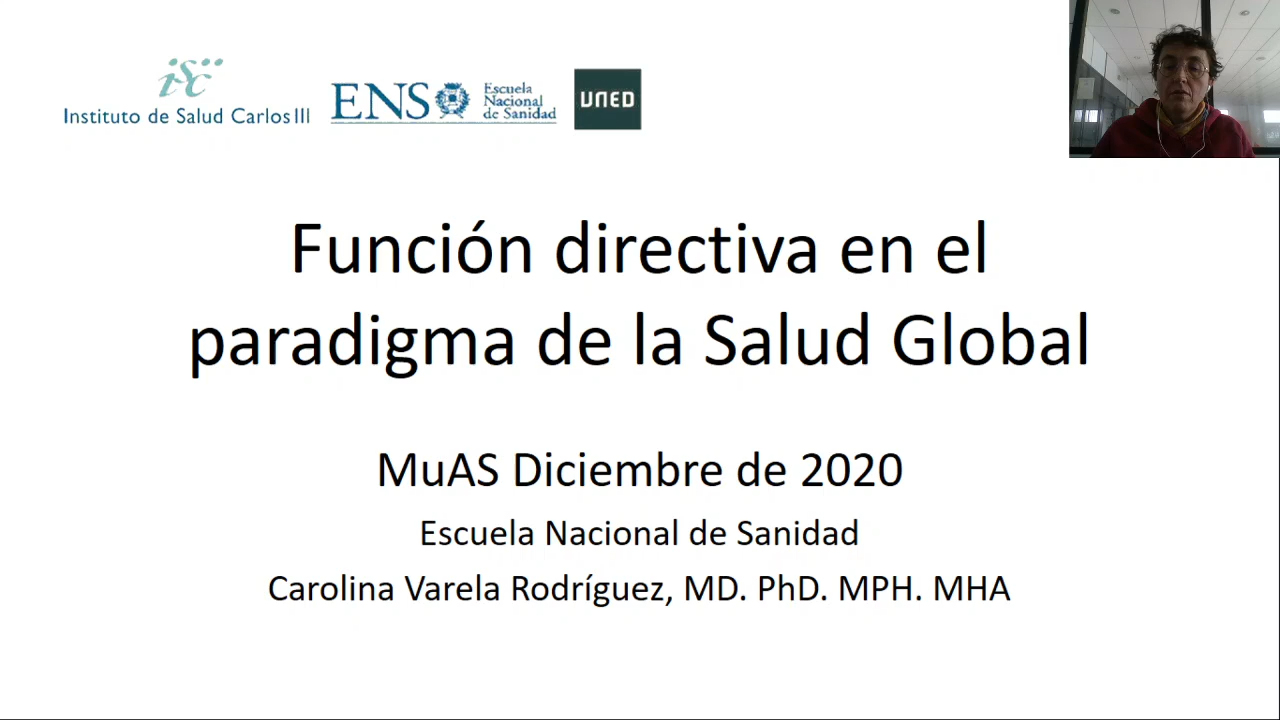 isc
Instituto de Salud Carlos III
ENS
Escuela
Nacional
de Sanidad
UNED
Función directiva en el
paradigma de la Salud Global
MuAS Diciembre de 2020
Escuela Nacional de Sanidad
Carolina Varela Rodríguez, MD. PhD. MPH. MHA